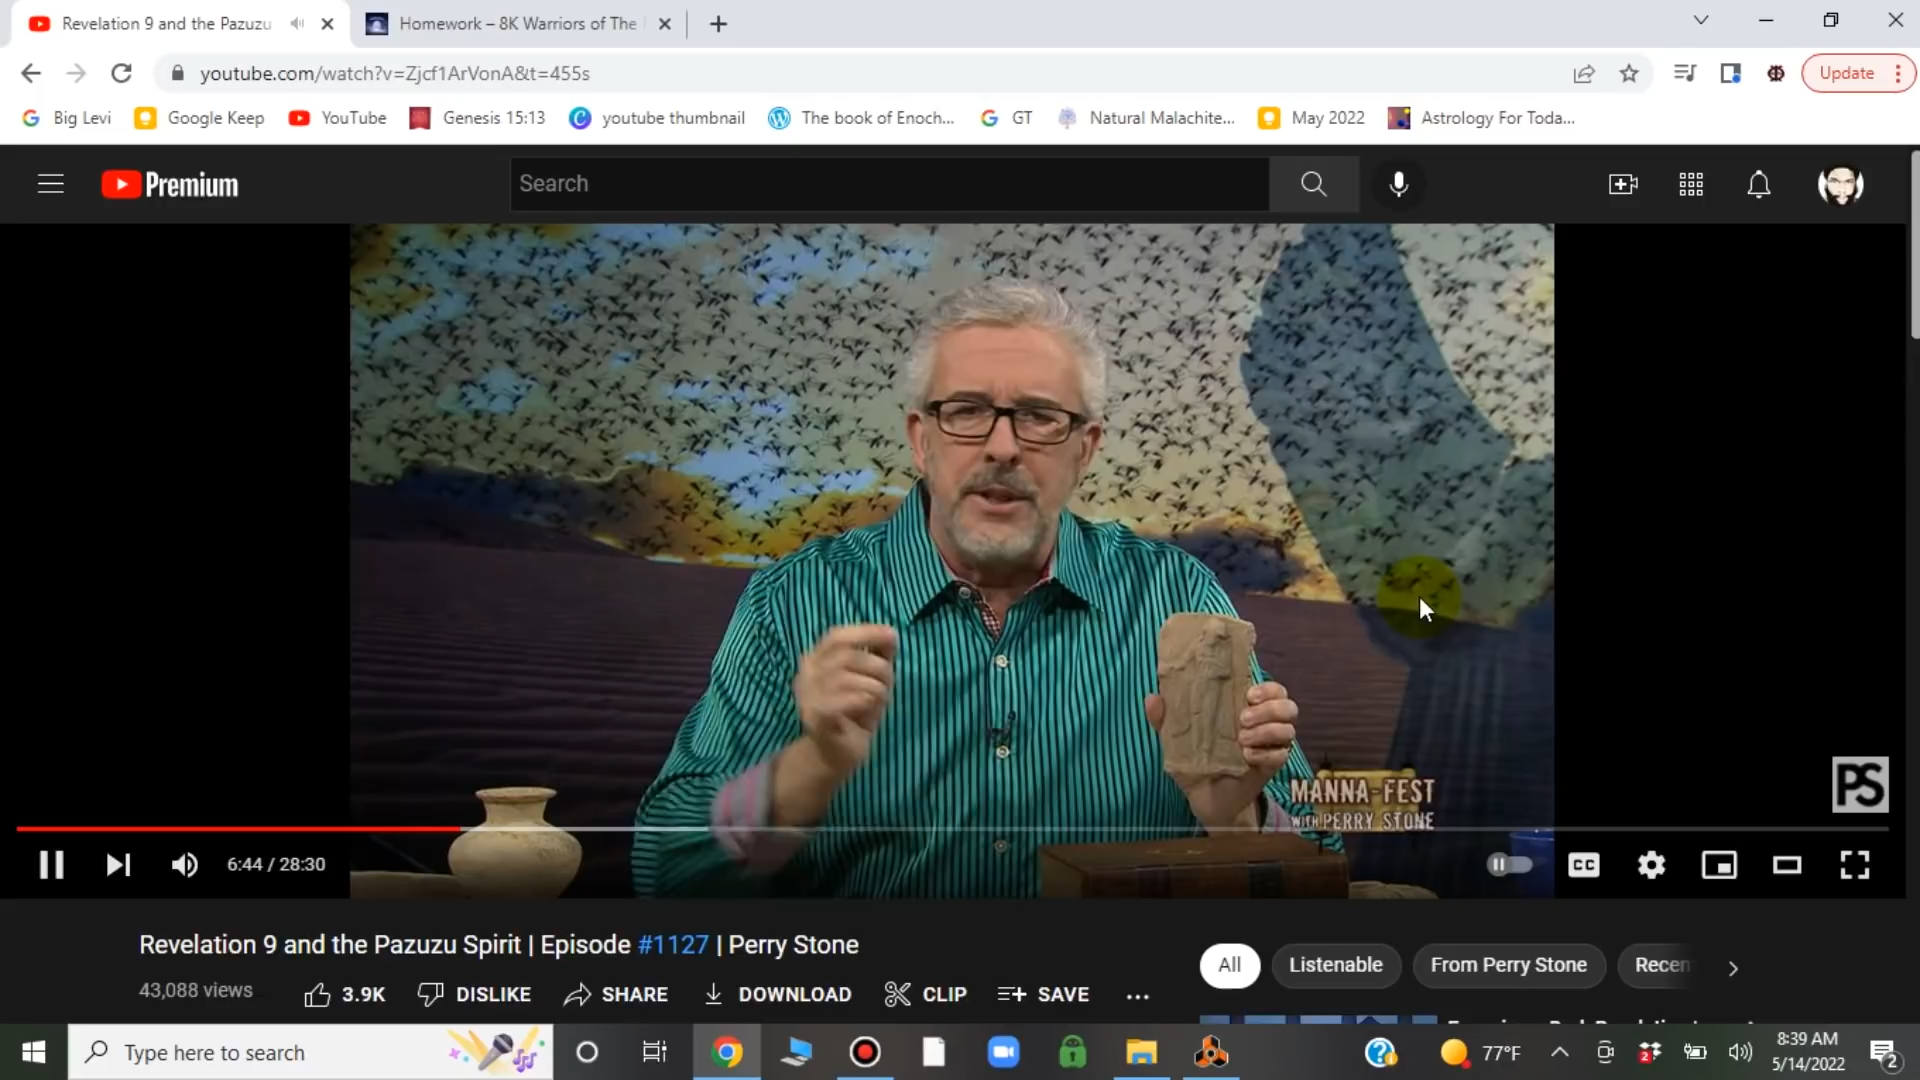 Revelation 9 and the Pazuzu
Homework – 8K Warriors of The
youtube.com/watch?v=Zjcf1ArVonA&t=455s
Update
Big Levi
Google Keep
YouTube
Genesis 15:13
youtube thumbnail
The book of Enoch...
GT
Natural Malachite...
May 2022
Astrology For Toda...
Premium
Search
MANNA-FEST
WITH PERRY STONE
PS
6:44 / 28:30
CC
Revelation 9 and the Pazuzu Spirit | Episode #1127 | Perry Stone
43,088 views
3.9K
DISLIKE
SHARE
DOWNLOAD
CLIP
SAVE
All
Listenable
From Perry Stone
Recen
Type here to search
77°F
2
8:39 AM
5/14/2022
2